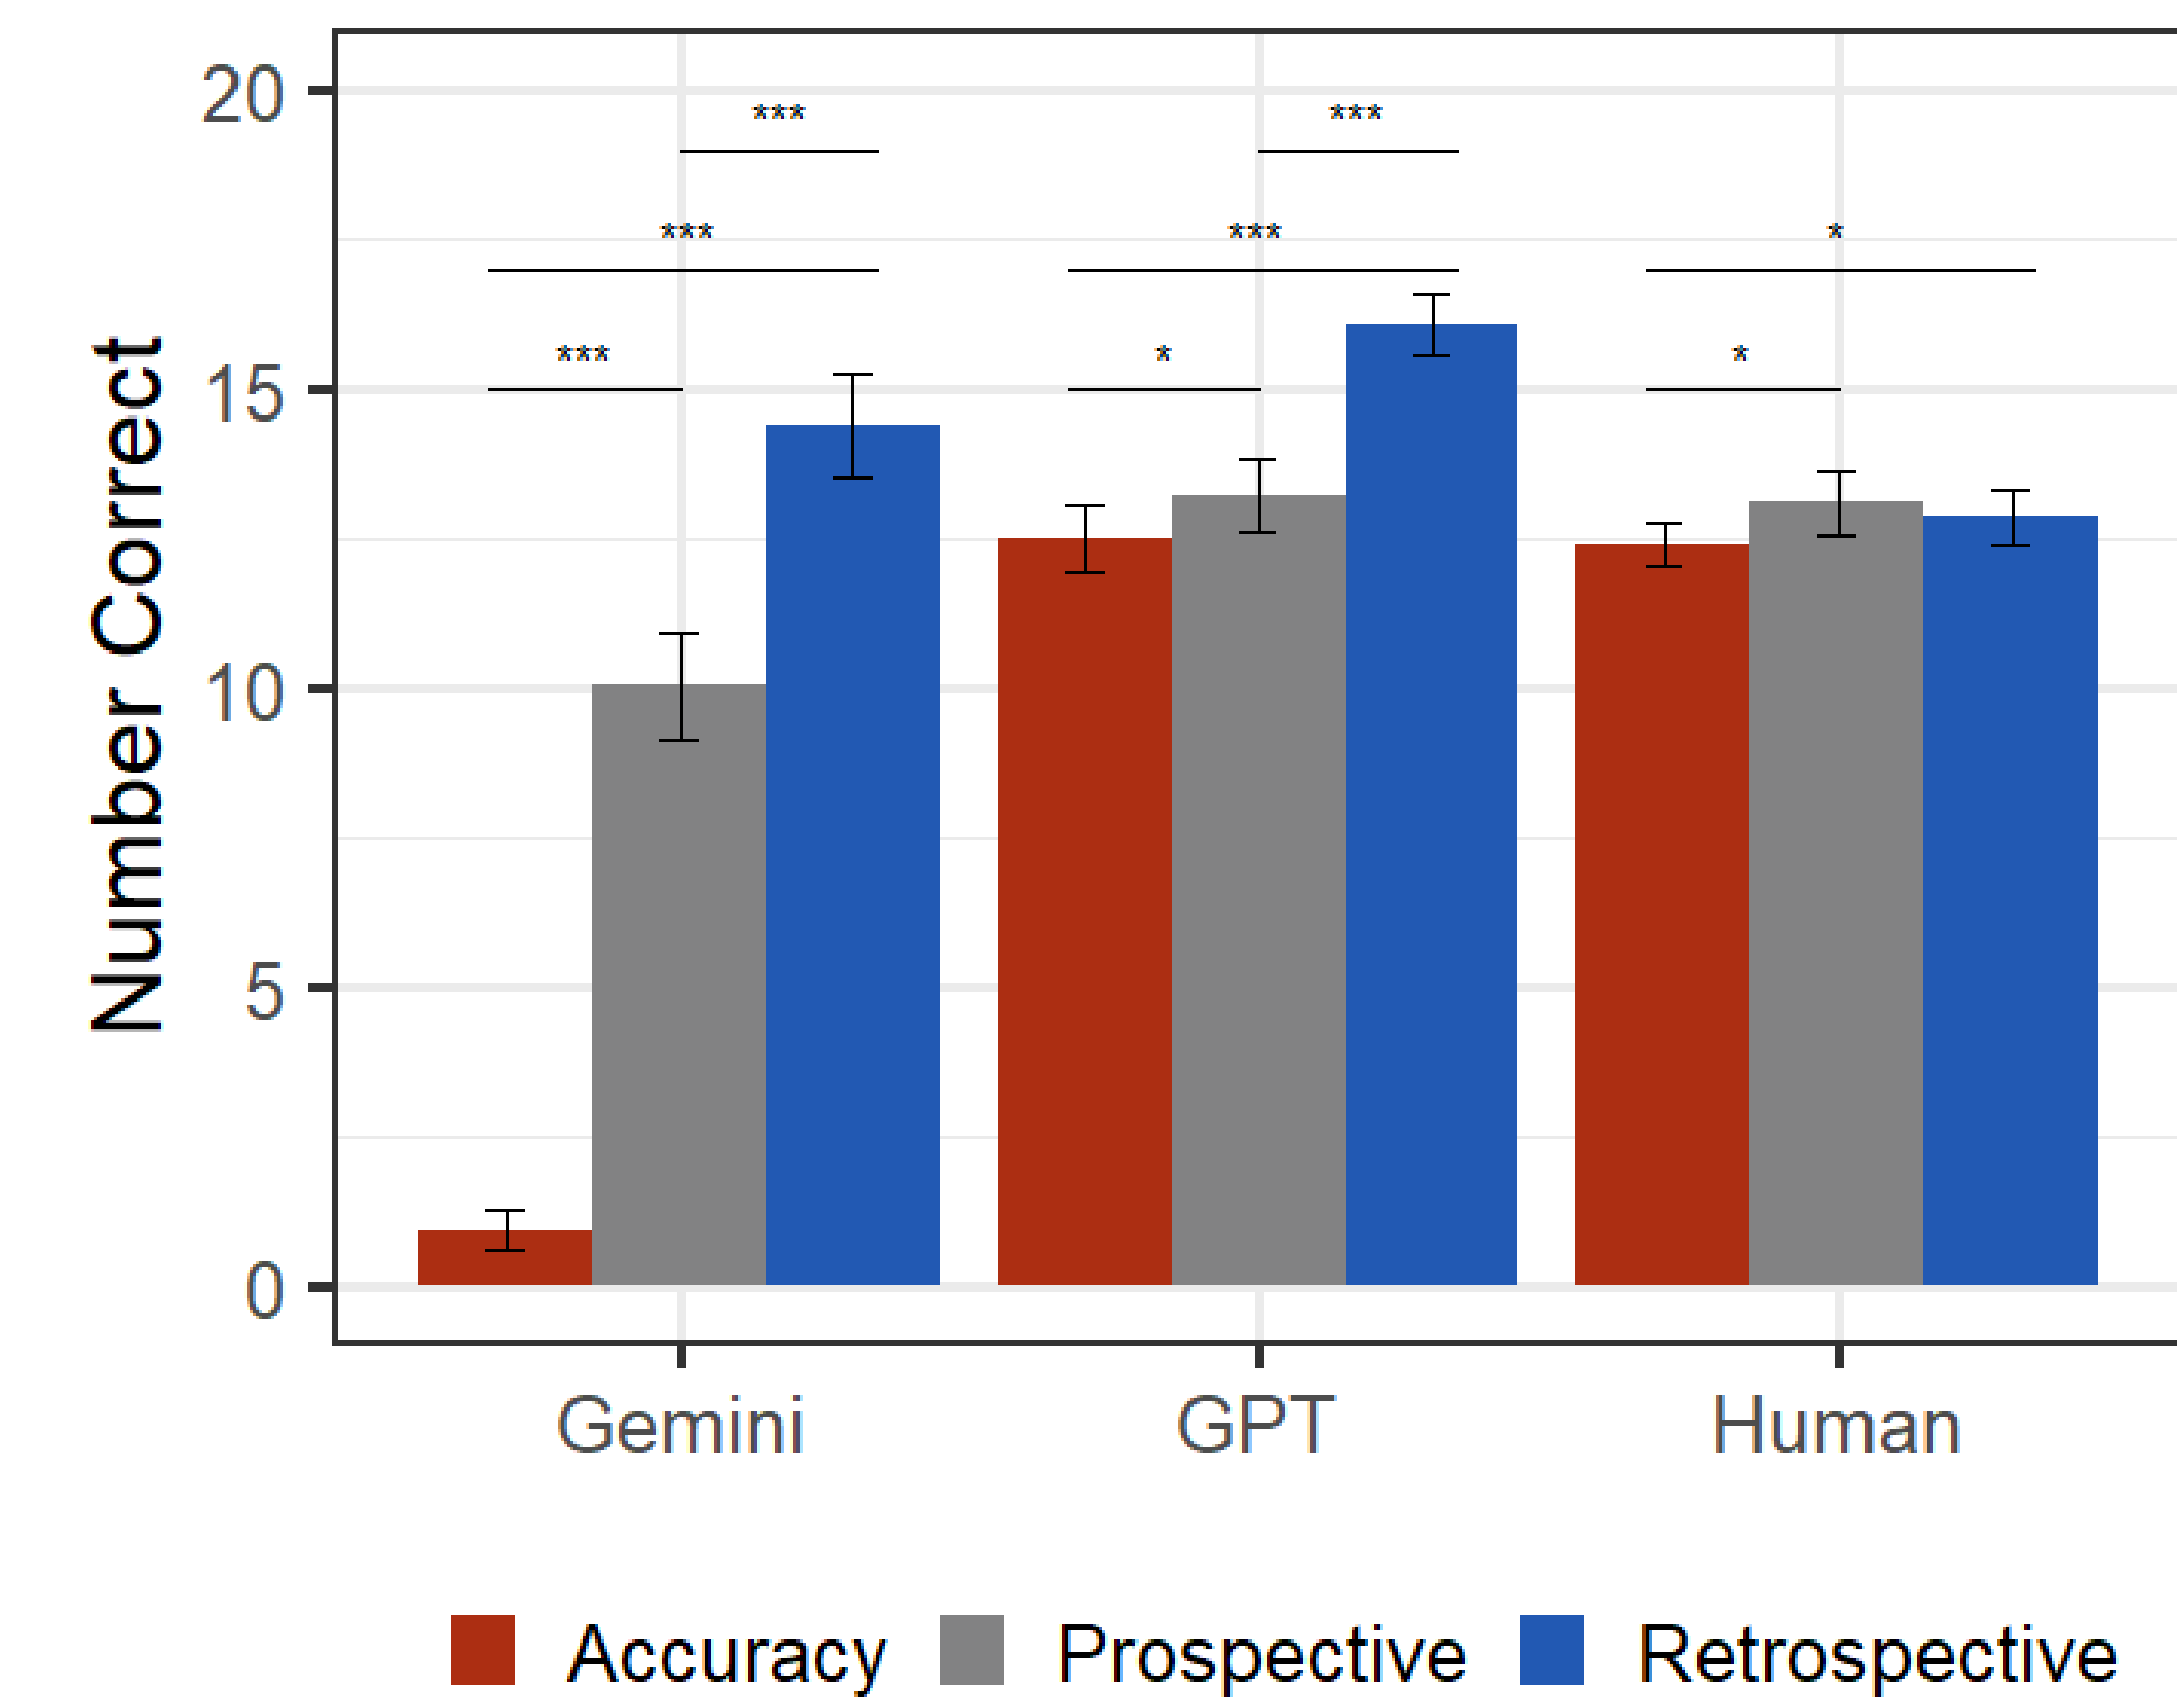 Number Correct
20
15
10
5
0
*** ***
*** *** *
*** * *
Gemini GPT Human
Accuracy Prospective Retrospective